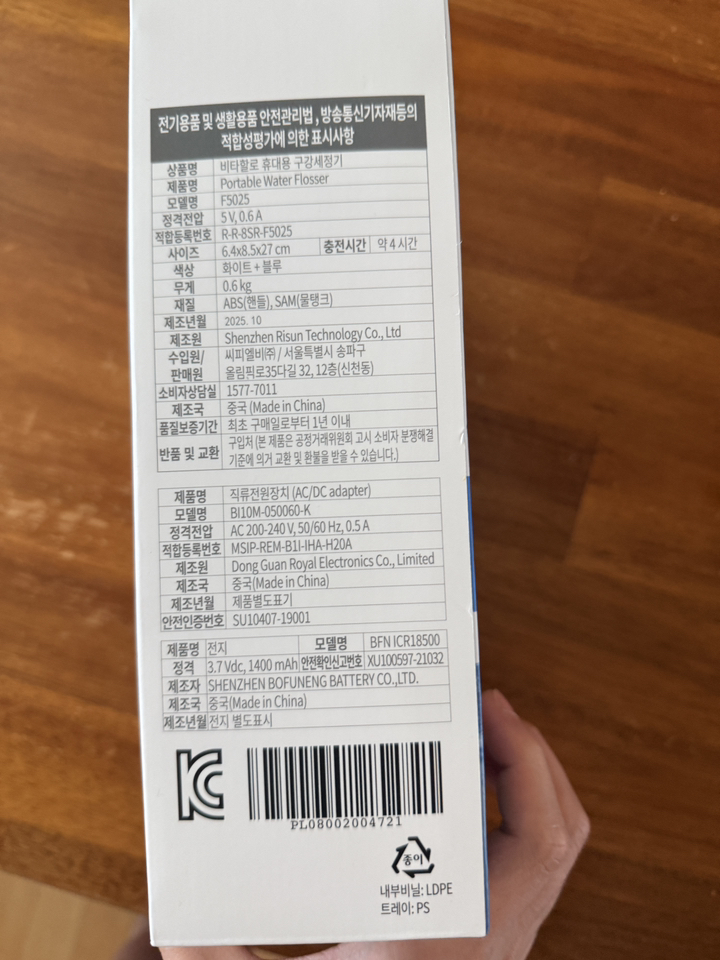 전기용품 및 생활용품 안전관리법, 방송통신기자재등의
적합성평가에 의한 표시사항
상품명 비타할로 휴대용 구강세정기
제품명 Portable Water Flosser
모델명 F5025
정격전압 5 V, 0.6 A
적합등록번호 R-R-8SR-F5025
사이즈 6.4x8.5x27 cm 충전시간 약 4 시간
색상 화이트 + 블루
무게 0.6 kg
재질 ABS(핸들), SAM(물탱크)
제조년월 2025. 10
제조원 Shenzhen Risun Technology Co., Ltd
수입원/ 씨피엘비㈜ / 서울특별시 송파구
판매원 올림픽로35다길 32, 12층(신천동)
소비자상담실 1577-7011
제조국 중국 (Made in China)
품질보증기간 최초 구매일로부터 1년 이내
반품 및 교환 구입처 (본 제품은 공정거래위원회 고시 소비자 분쟁해결
기준에 의거 교환 및 환불을 받을 수 있습니다.)
제품명 직류전원장치 (AC/DC adapter)
모델명 BI10M-050060-K
정격전압 AC 200-240 V, 50/60 Hz, 0.5 A
적합등록번호 MSIP-REM-B1I-IHA-H20A
제조원 Dong Guan Royal Electronics Co., Limited
제조국 중국(Made in China)
제조년월 제품별도표기
안전인증번호 SU10407-19001
제품명 전지 모델명 BFN ICR18500
정격 3.7 Vdc, 1400 mAh 안전확인신고번호 XU100597-21032
제조자 SHENZHEN BOFUNENG BATTERY CO.,LTD.
제조국 중국(Made in China)
제조년월 전지 별도표시
KC
PL08002004721
종이
내부비닐: LDPE
트레이: PS